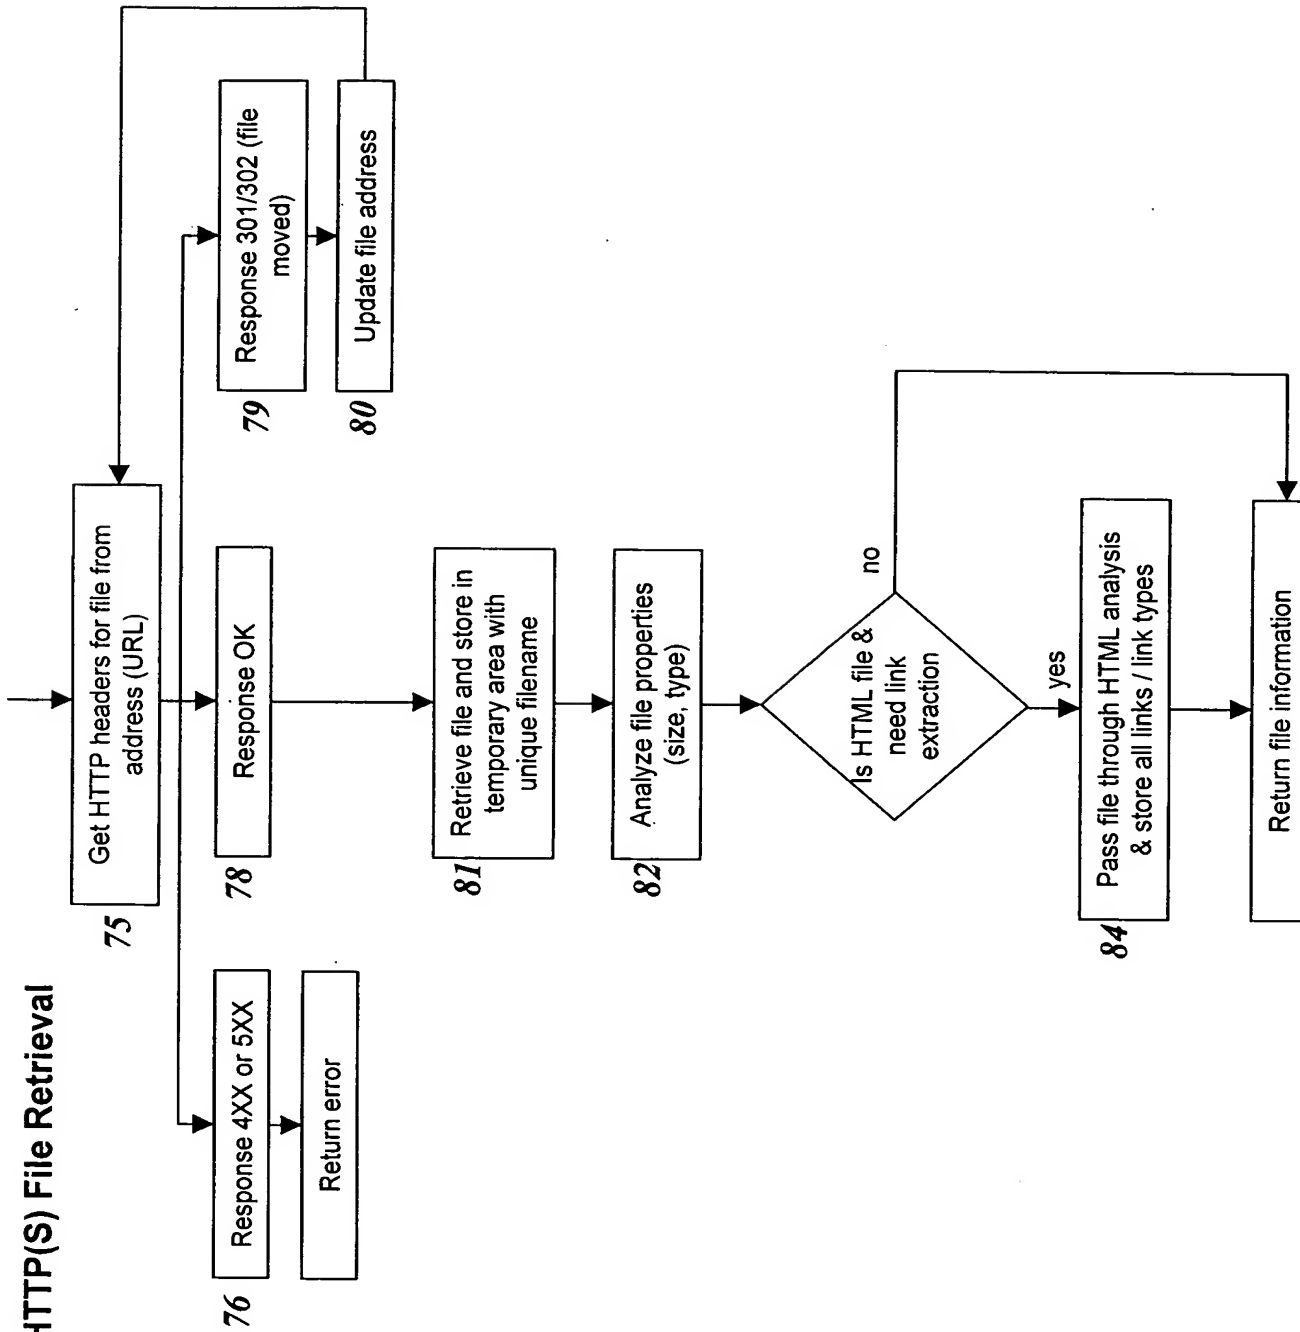 HTTP(S) File Retrieval
75
Get HTTP headers for file from
address (URL)
76
Response 4XX or 5XX
Return error
78
Response OK
79
Response 301/302 (file
moved)
80
Update file address
81
Retrieve file and store in
temporary area with
unique filename
82
Analyze file properties
(size, type)
Is HTML file &
need link
extraction
no
yes
84
Pass file through HTML analysis
& store all links / link types
Return file information